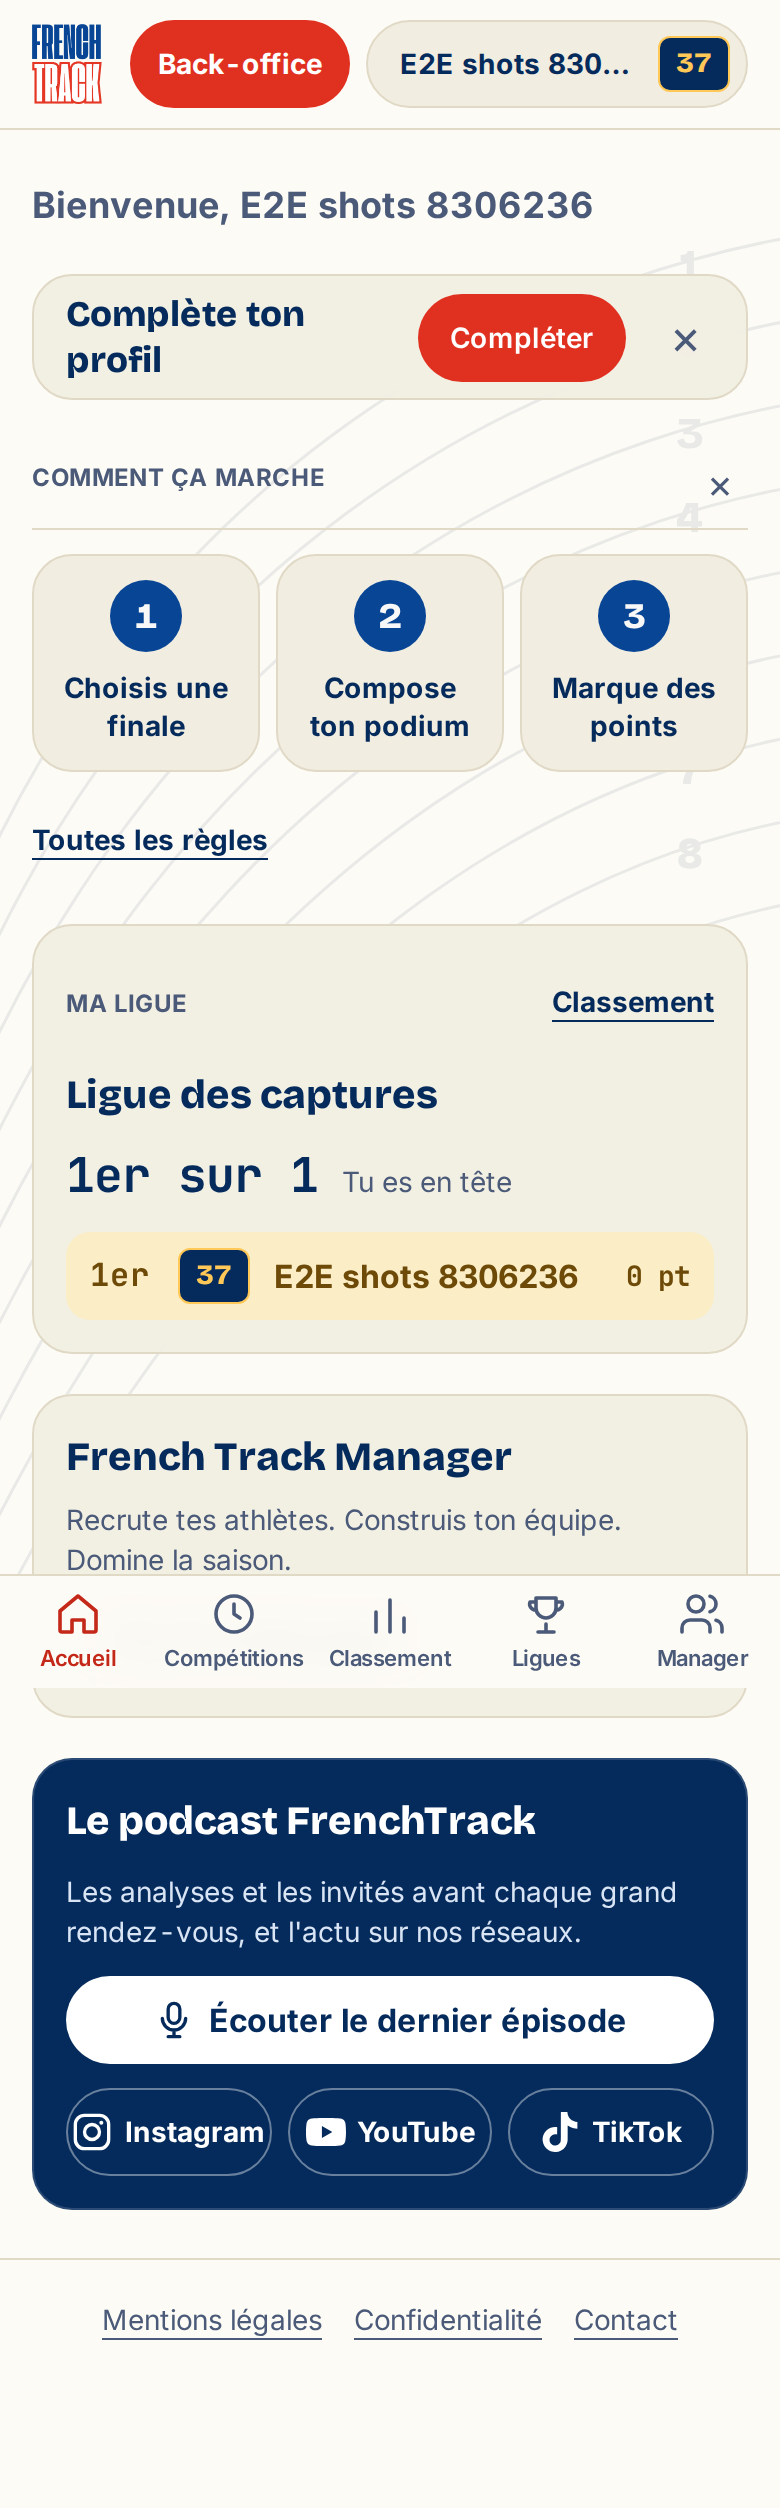 FRENCH
TRACK
Back-office
E2E shots 830...
37
Bienvenue, E2E shots 8306236
1
Complète ton
profil
Compléter
3
COMMENT ÇA MARCHE
4
1
2
3
Choisis une
finale
Compose
ton podium
Marque des
points
7
Toutes les règles
8
MA LIGUE
Classement
Ligue des captures
1er sur 1
Tu es en tête
1er
37
E2E shots 8306236
0 pt
French Track Manager
Recrute tes athlètes. Construis ton équipe.
Domine la saison.
Accueil
Compétitions
Classement
Ligues
Manager
Le podcast FrenchTrack
Les analyses et les invités avant chaque grand
rendez-vous, et l'actu sur nos réseaux.
Écouter le dernier épisode
Instagram
YouTube
TikTok
Mentions légales
Confidentialité
Contact